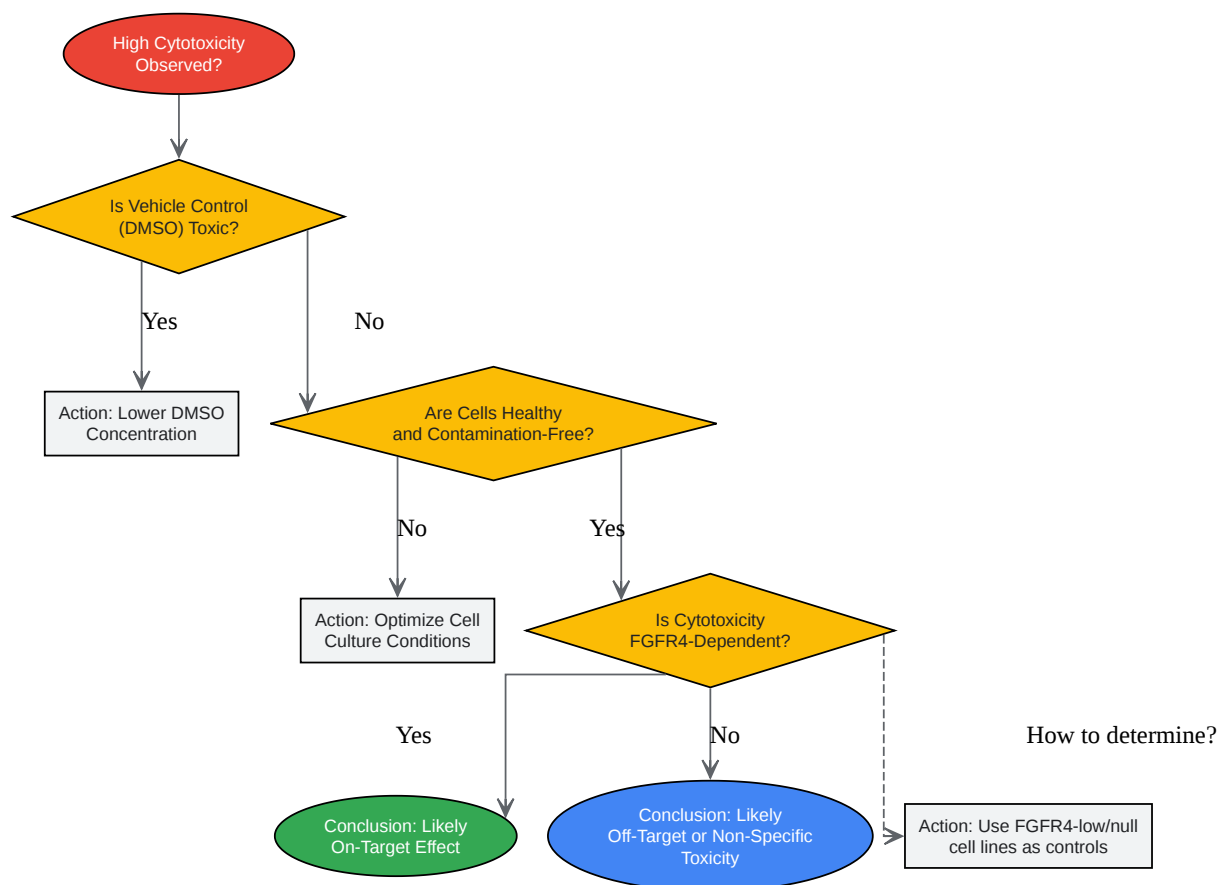 High Cytotoxicity
Observed?
Is Vehicle Control
(DMSO) Toxic?
Yes
No
Action: Lower DMSO
Concentration
Are Cells Healthy
and Contamination-Free?
No
Yes
Action: Optimize Cell
Culture Conditions
Is Cytotoxicity
FGFR4-Dependent?
Yes
No
How to determine?
Conclusion: Likely
On-Target Effect
Conclusion: Likely
Off-Target or Non-Specific
Toxicity
Action: Use FGFR4-low/null
cell lines as controls